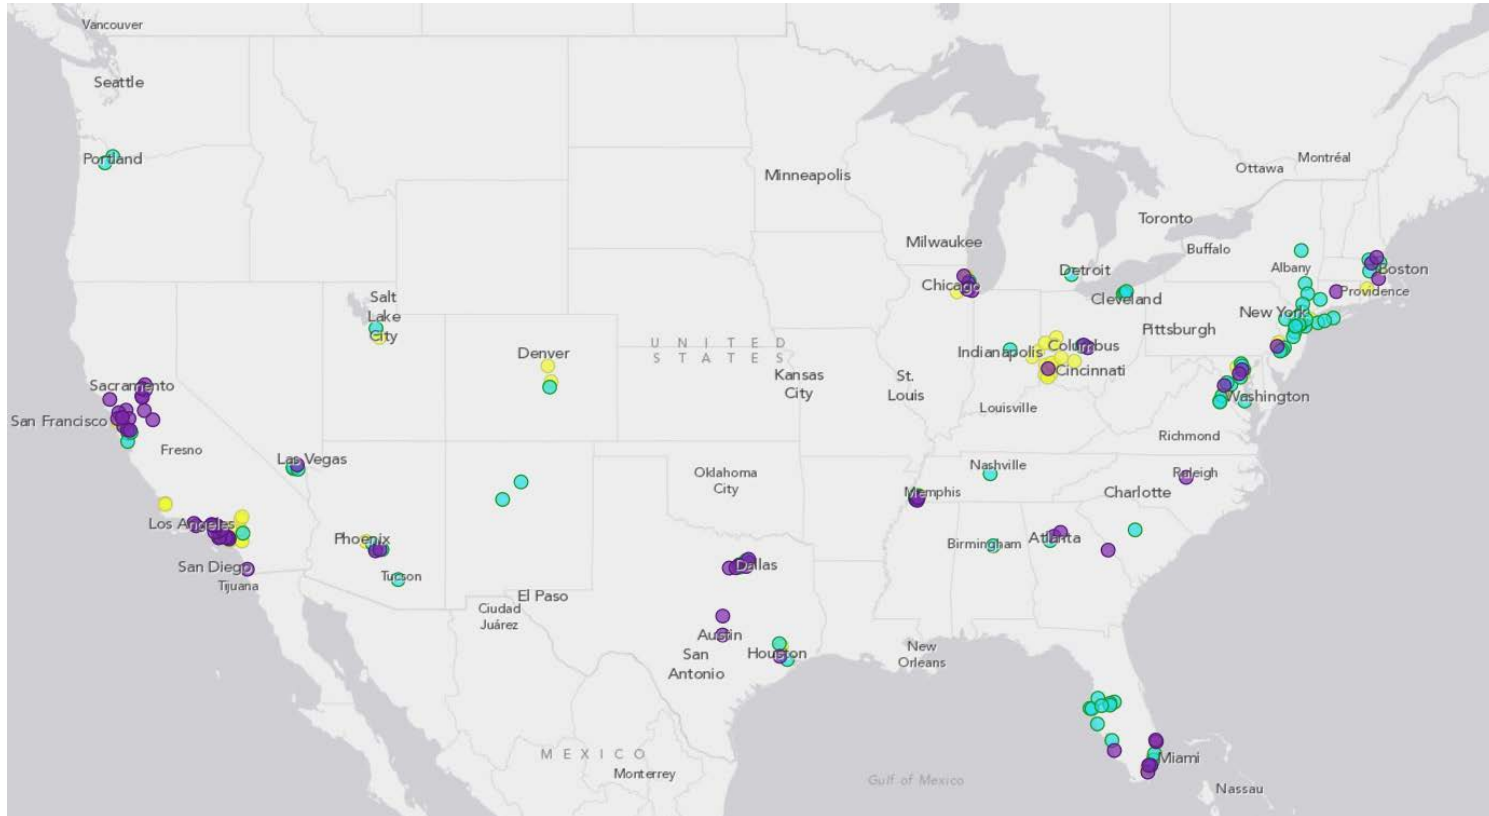 Vancouver
Seattle
Portland
Montréal
Ottawa
Minneapolis
Toronto
Milwaukee
Buffalo
Albany
Boston
Detroit
Chicago
Providence
Cleveland
Salt
Lake
City
New York
UNITED
STATES
Pittsburgh
Denver
Indianapolis
Columbus
Cincinnati
Kansas
City
St.
Louis
Sacramento
Washington
Louisville
San Francisco
Richmond
Fresno
Las Vegas
Nashville
Oklahoma
City
Raleigh
Memphis
Charlotte
Los Angeles
Phoenix
Birmingham
Atlanta
San Diego
Tijuana
Tucson
Dallas
El Paso
Ciudad
Juárez
Austin
San
Antonio
Houston
New
Orleans
MEXICO
Monterrey
Miami
Gulf of Mexico
Nassau